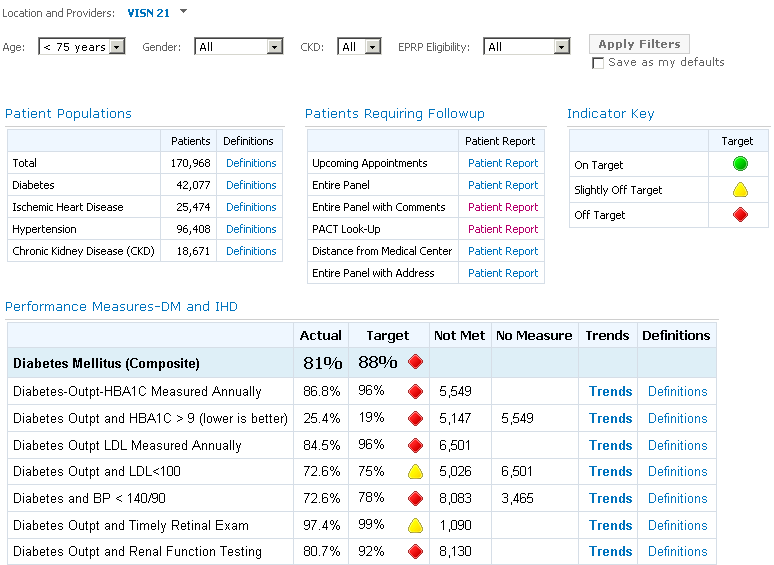 Location and Providers: VISN 21
Age: < 75 years Gender: All CKD: All EPRP Eligibility: All Apply Filters
Save as my defaults
Patient Populations
Patients Definitions
Total 170,968 Definitions
Diabetes 42,077 Definitions
Ischemic Heart Disease 25,474 Definitions
Hypertension 96,408 Definitions
Chronic Kidney Disease (CKD) 18,671 Definitions
Patients Requiring Followup
Patient Report
Upcoming Appointments Patient Report
Entire Panel Patient Report
Entire Panel with Comments Patient Report
PACT Look-Up Patient Report
Distance from Medical Center Patient Report
Entire Panel with Address Patient Report
Indicator Key
Target
On Target
Slightly Off Target
Off Target
Performance Measures-DM and IHD
Actual Target Not Met No Measure Trends Definitions
Diabetes Mellitus (Composite) 81% 88%
Diabetes-Outpt-HBA1C Measured Annually 86.8% 96% 5,549 Trends Definitions
Diabetes Outpt and HBA1C > 9 (lower is better) 25.4% 19% 5,147 5,549 Trends Definitions
Diabetes Outpt LDL Measured Annually 84.5% 96% 6,501 Trends Definitions
Diabetes Outpt and LDL<100 72.6% 75% 5,026 6,501 Trends Definitions
Diabetes and BP < 140/90 72.6% 78% 8,083 3,465 Trends Definitions
Diabetes Outpt and Timely Retinal Exam 97.4% 99% 1,090 Trends Definitions
Diabetes Outpt and Renal Function Testing 80.7% 92% 8,130 Trends Definitions